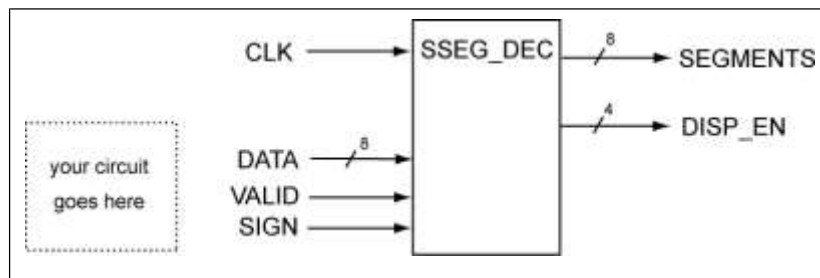 CLK
SSEG_DEC
8
SEGMENTS
4
DISP_EN
your circuit
goes here
DATA
8
VALID
SIGN